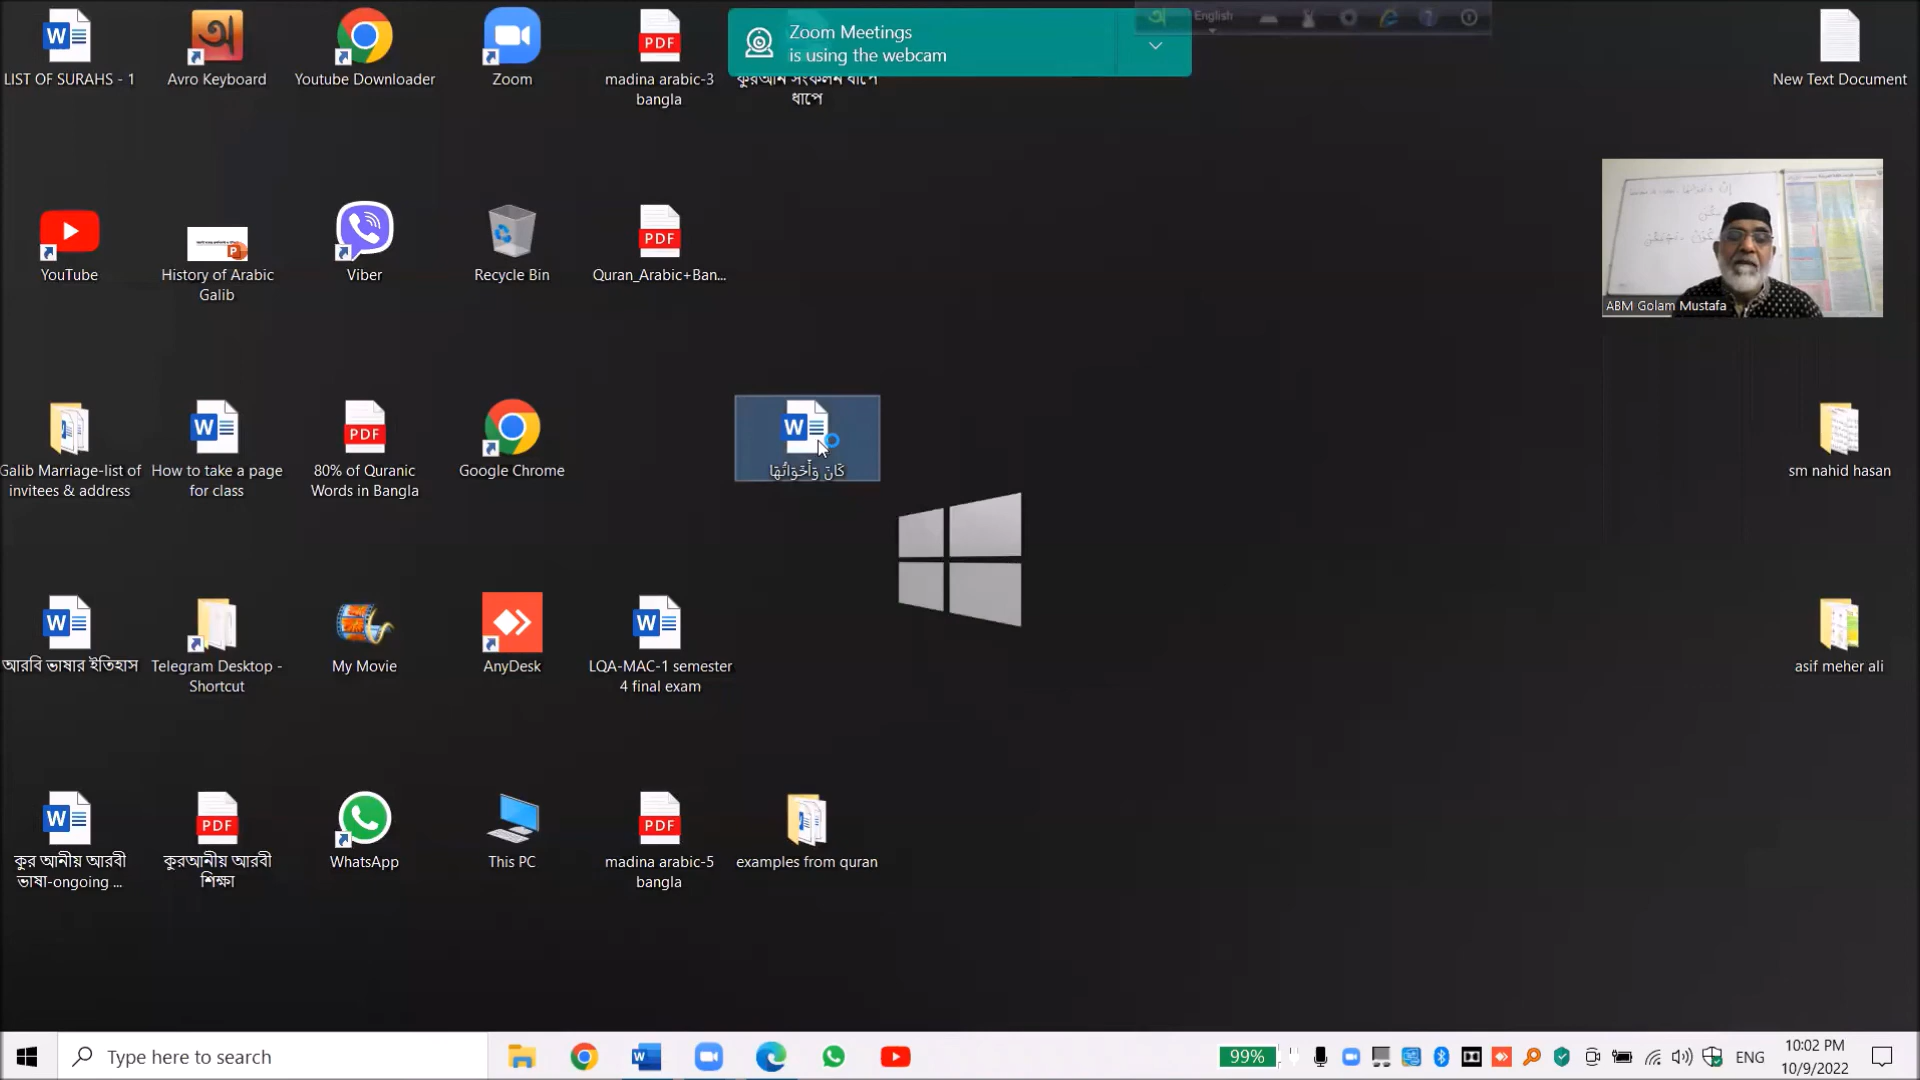 LIST OF SURAHS - 1
Avro Keyboard
Youtube Downloader
Zoom
madina arabic-3
bangla
কুরআন সংকলন ধাপে
ধাপে
Zoom Meetings
is using the webcam
English
New Text Document
YouTube
History of Arabic
Galib
Viber
Recycle Bin
Quran_Arabic+Ban...
ABM Golam Mustafa
Galib Marriage-list of
invitees & address
How to take a page
for class
80% of Quranic
Words in Bangla
Google Chrome
كَانَ وَأَخَوَاتُهَا
sm nahid hasan
আরবি ভাষার ইতিহাস
Telegram Desktop -
Shortcut
My Movie
AnyDesk
LQA-MAC-1 semester
4 final exam
asif meher ali
কুর আনীয় আরবী
ভাষা-ongoing ...
কুরআনীয় আরবী
শিক্ষা
WhatsApp
This PC
madina arabic-5
bangla
examples from quran
Type here to search
99%
ENG
10:02 PM
10/9/2022